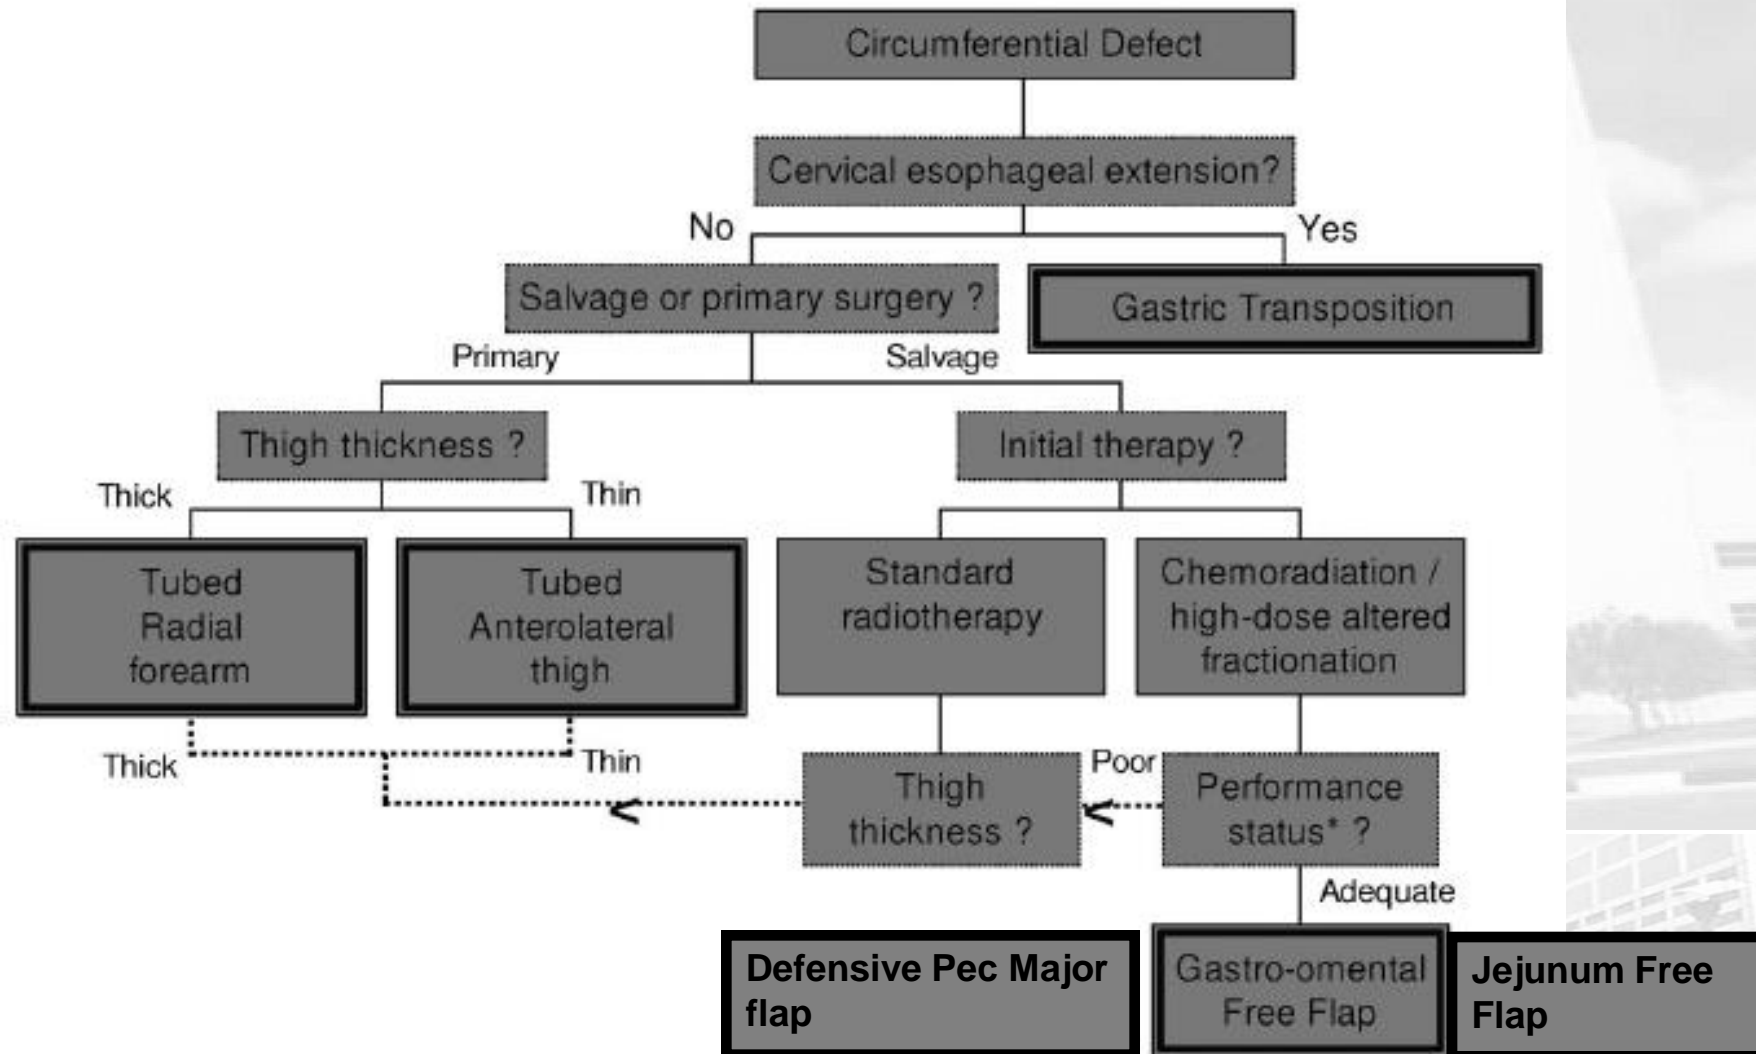 Circumferential Defect
Cervical esophageal extension?
No
Yes
Salvage or primary surgery ?
Gastric Transposition
Primary
Salvage
Thigh thickness ?
Initial therapy ?
Thick
Thin
Tubed
Radial
forearm
Tubed
Anterolateral
thigh
Standard
radiotherapy
Chemoradiation /
high-dose altered
fractionation
Thick
Thin
Thigh
thickness ?
Poor
Performance
status* ?
Adequate
Defensive Pec Major
flap
Gastro-omental
Free Flap
Jejunum Free
Flap